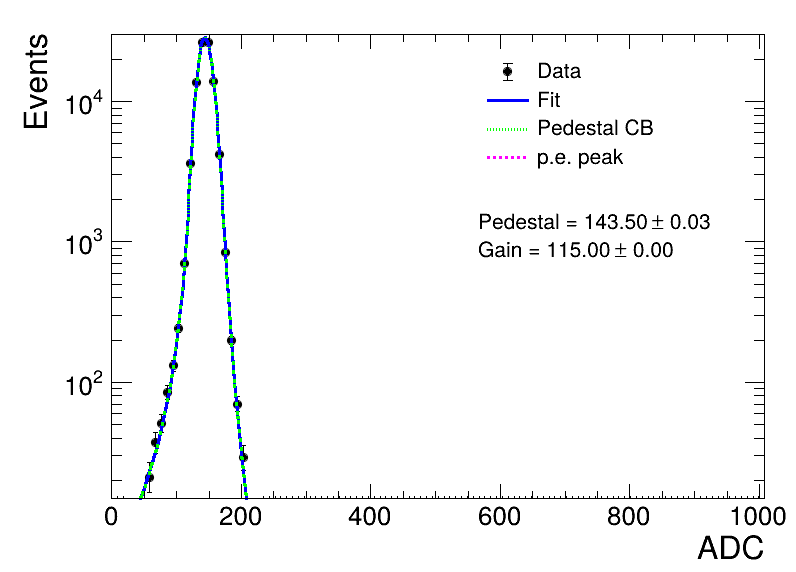 Events
10^4
10^3
10^2
Data
Fit
Pedestal CB
p.e. peak
Pedestal = 143.50 ± 0.03
Gain = 115.00 ± 0.00
0 200 400 600 800 1000
ADC